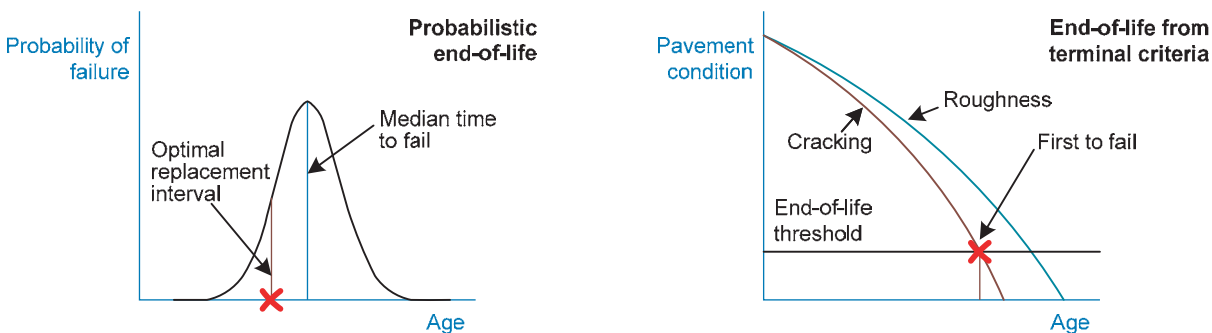 Probability of
failure
Probabilistic
end-of-life
Median time
to fail
Optimal
replacement
interval
Age
Pavement
condition
End-of-life from
terminal criteria
Roughness
Cracking
First to fail
End-of-life
threshold
Age